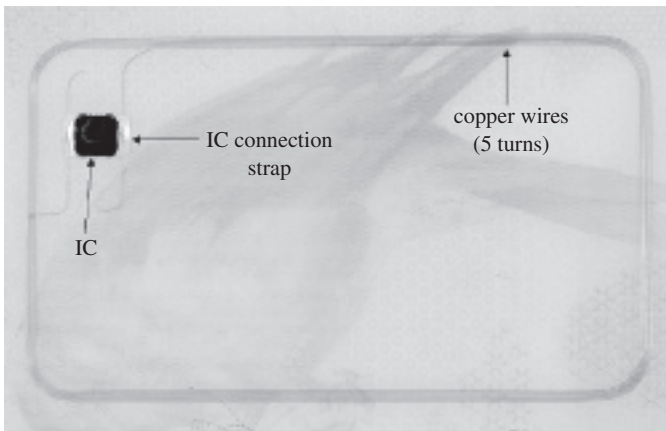 copper wires
(5 turns)
IC connection
strap
IC